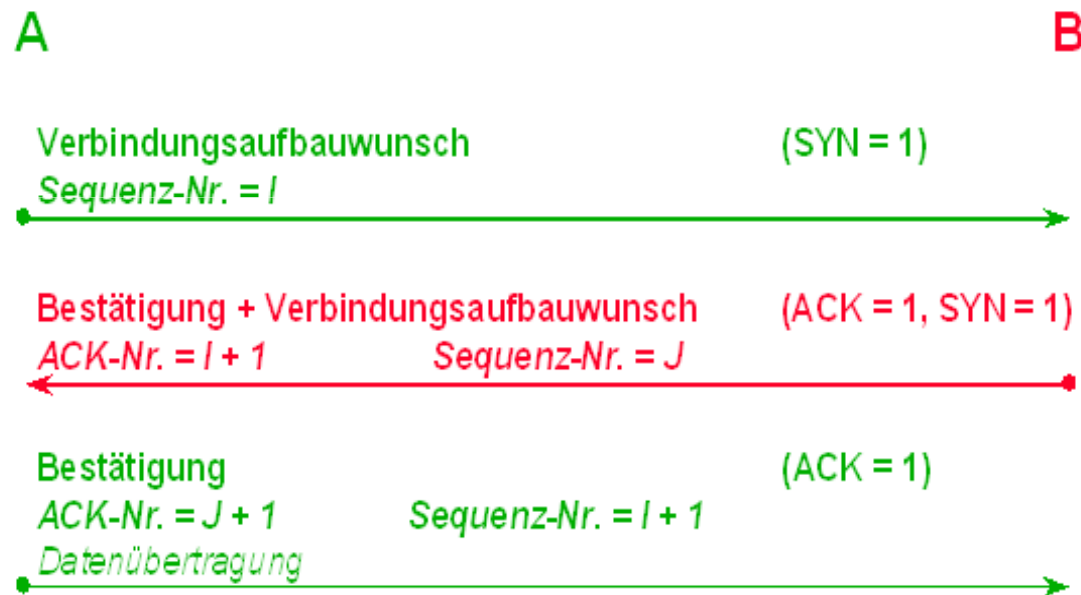 A B
Verbindungsaufbauwunsch (SYN = 1)
Sequenz-Nr. = I
Bestätigung + Verbindungsaufbauwunsch (ACK = 1, SYN = 1)
ACK-Nr. = I + 1 Sequenz-Nr. = J
Bestätigung (ACK = 1)
ACK-Nr. = J + 1 Sequenz-Nr. = I + 1
Datenübertragung